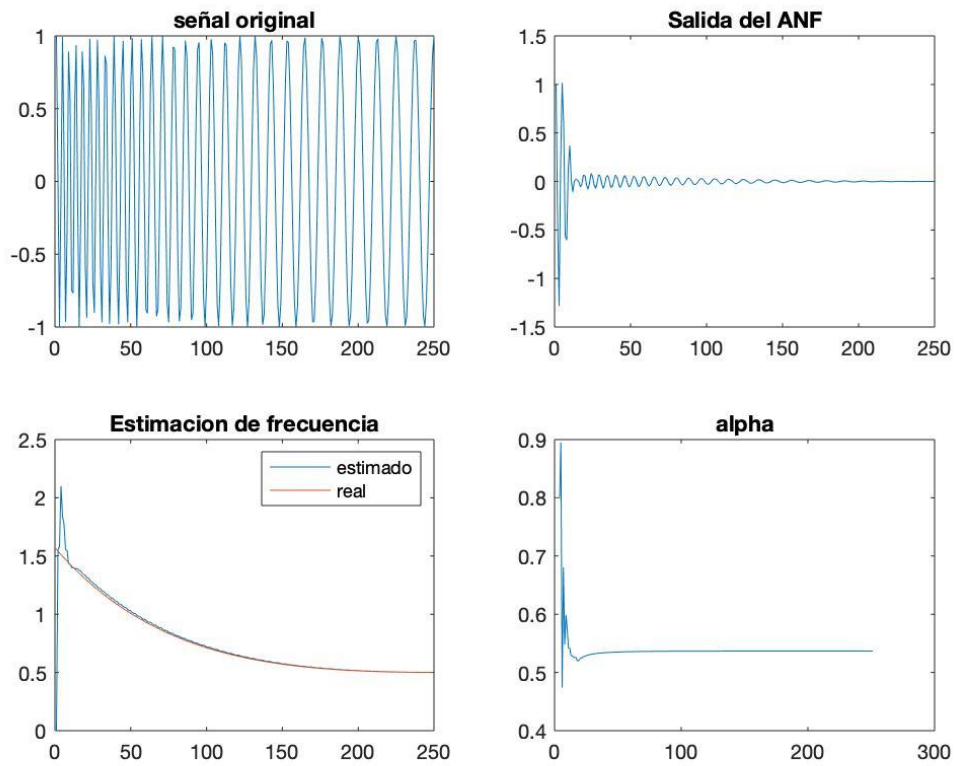 señal original
1
0.5
0
-0.5
-1
0 50 100 150 200 250
Salida del ANF
1.5
1
0.5
0
-0.5
-1
-1.5
0 50 100 150 200 250
Estimacion de frecuencia
2.5
2
1.5
1
0.5
0
estimado
real
0 50 100 150 200 250
alpha
0.9
0.8
0.7
0.6
0.5
0.4
0 100 200 300